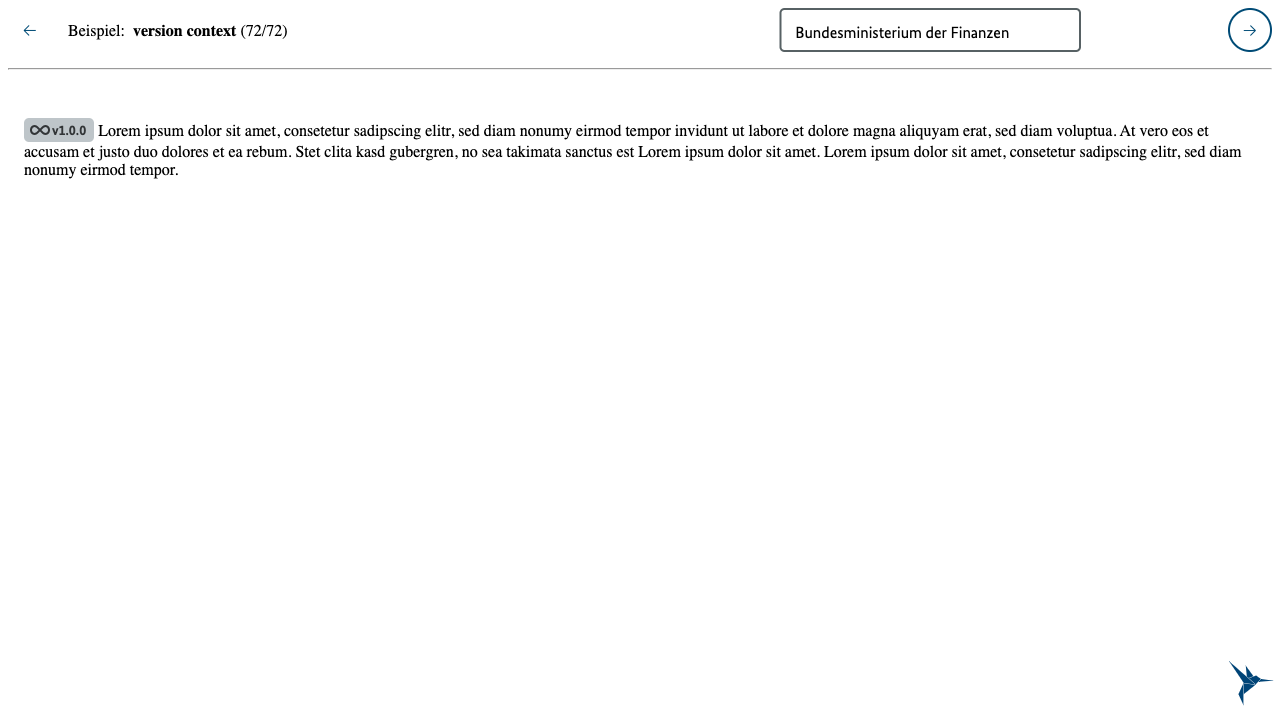 Beispiel: version context (72/72)
Bundesministerium der Finanzen
v1.0.0 Lorem ipsum dolor sit amet, consetetur sadipscing elitr, sed diam nonumy eirmod tempor invidunt ut labore et dolore magna aliquyam erat, sed diam voluptua. At vero eos et
accusam et justo duo dolores et ea rebum. Stet clita kasd gubergren, no sea takimata sanctus est Lorem ipsum dolor sit amet. Lorem ipsum dolor sit amet, consetetur sadipscing elitr, sed diam
nonumy eirmod tempor.